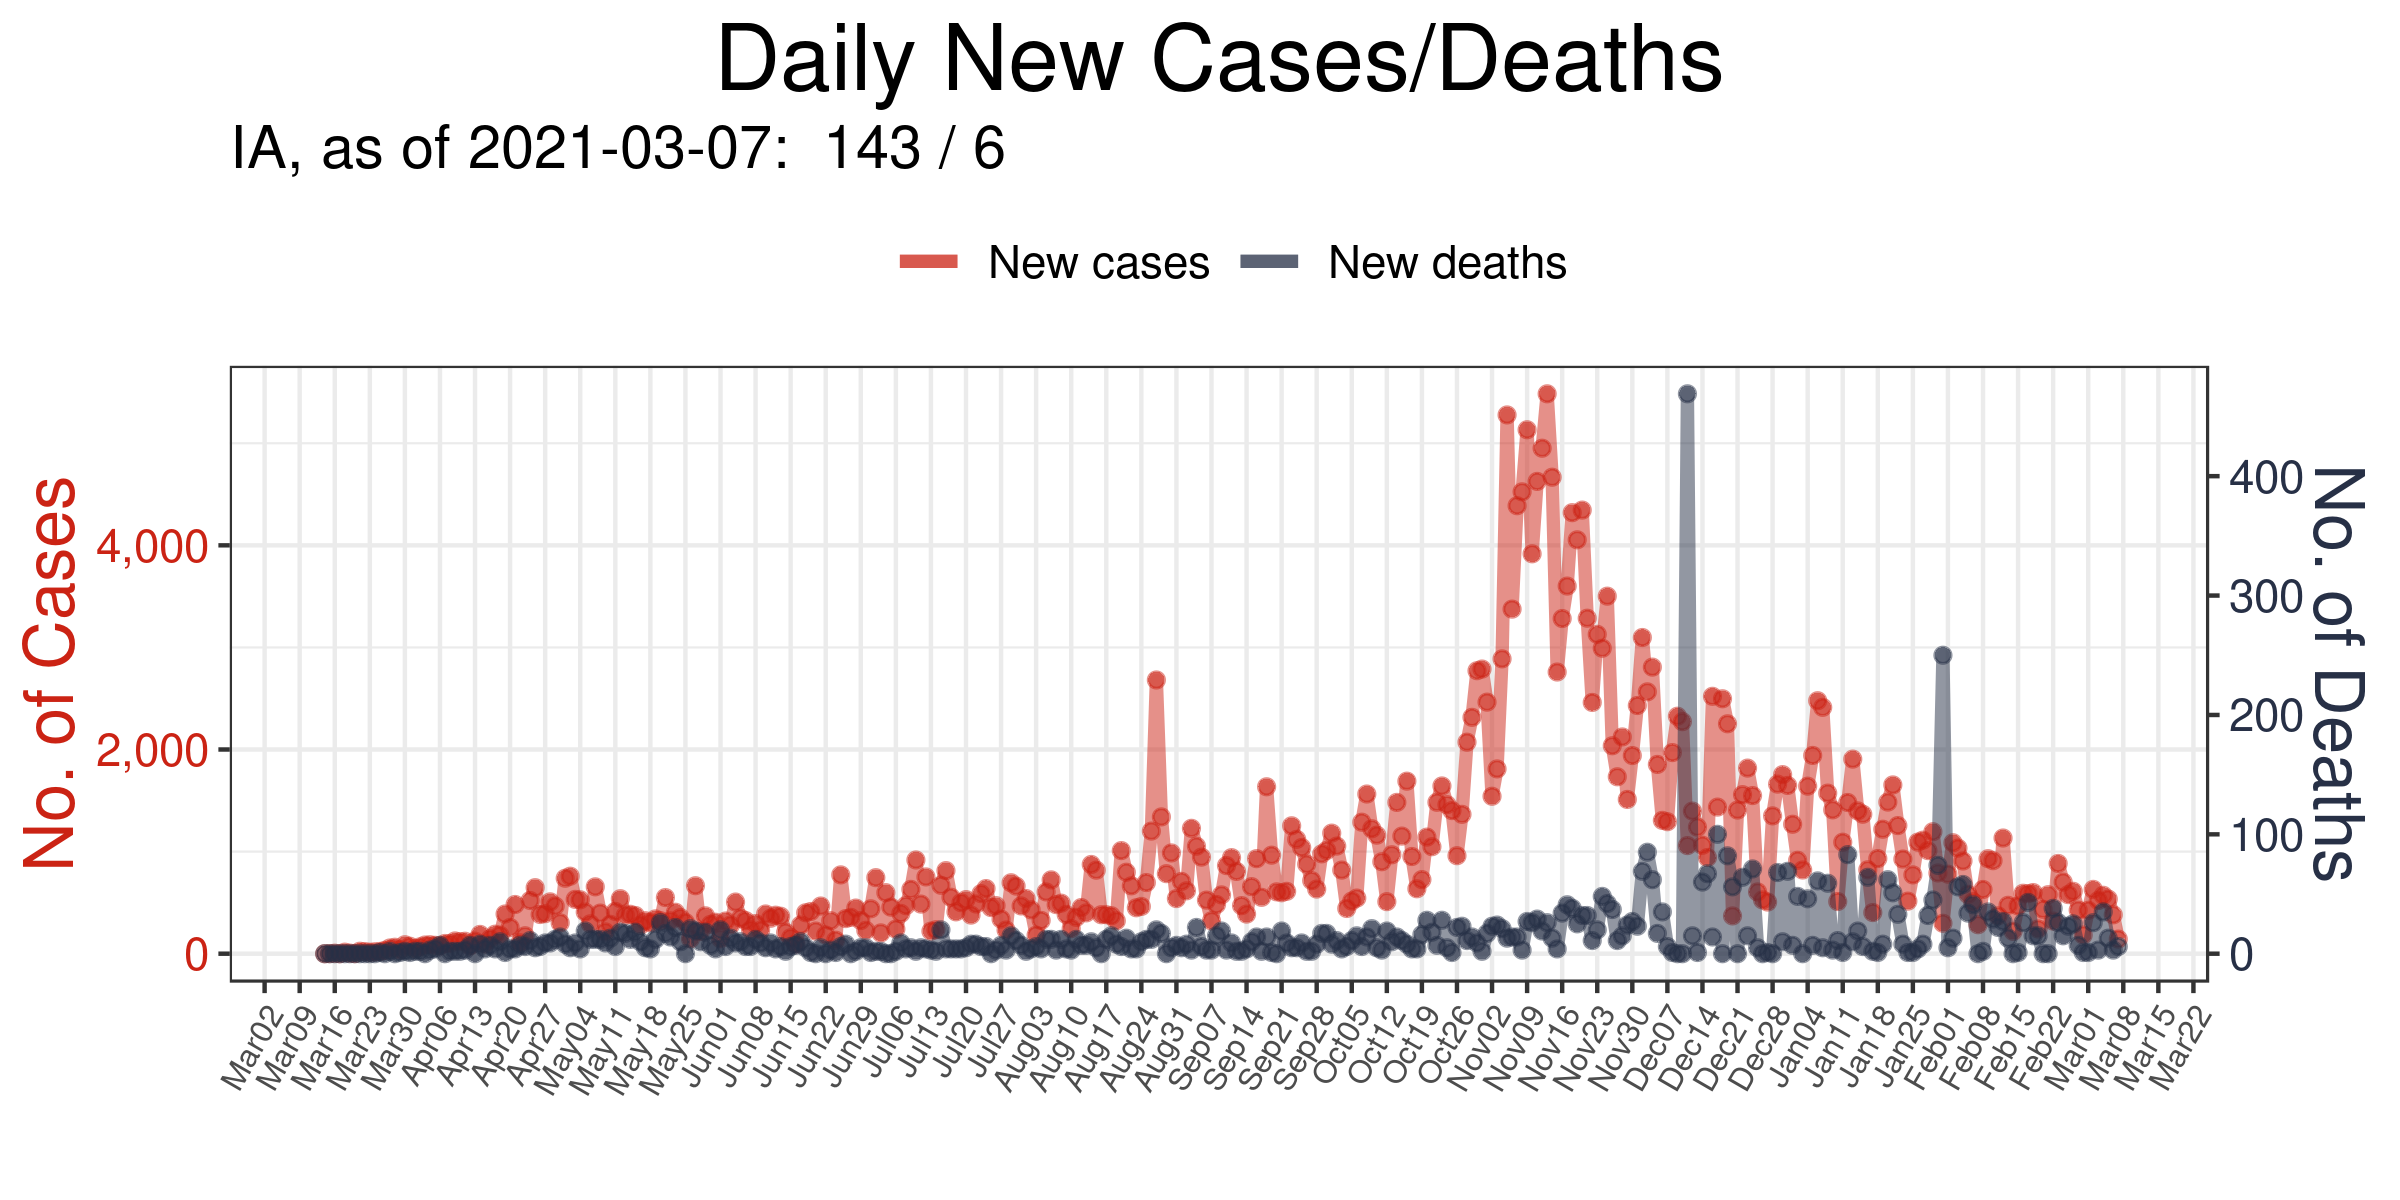 Daily New Cases/Deaths
IA, as of 2021-03-07:  143 / 6
New cases
New deaths
No. of Cases
4,000
2,000
0
400
300
200
100
0
No. of Deaths
Mar02
Mar09
Mar16
Mar23
Mar30
Apr06
Apr13
Apr20
Apr27
May04
May11
May18
May25
Jun01
Jun08
Jun15
Jun22
Jun29
Jul06
Jul13
Jul20
Jul27
Aug03
Aug10
Aug17
Aug24
Aug31
Sep07
Sep14
Sep21
Sep28
Oct05
Oct12
Oct19
Oct26
Nov02
Nov09
Nov16
Nov23
Nov30
Dec07
Dec14
Dec21
Dec28
Dec04
Jan11
Jan18
Jan18
Jan25
Feb01
Feb08
Feb15
Feb22
Mar01
Mar08
Mar15
Mar22